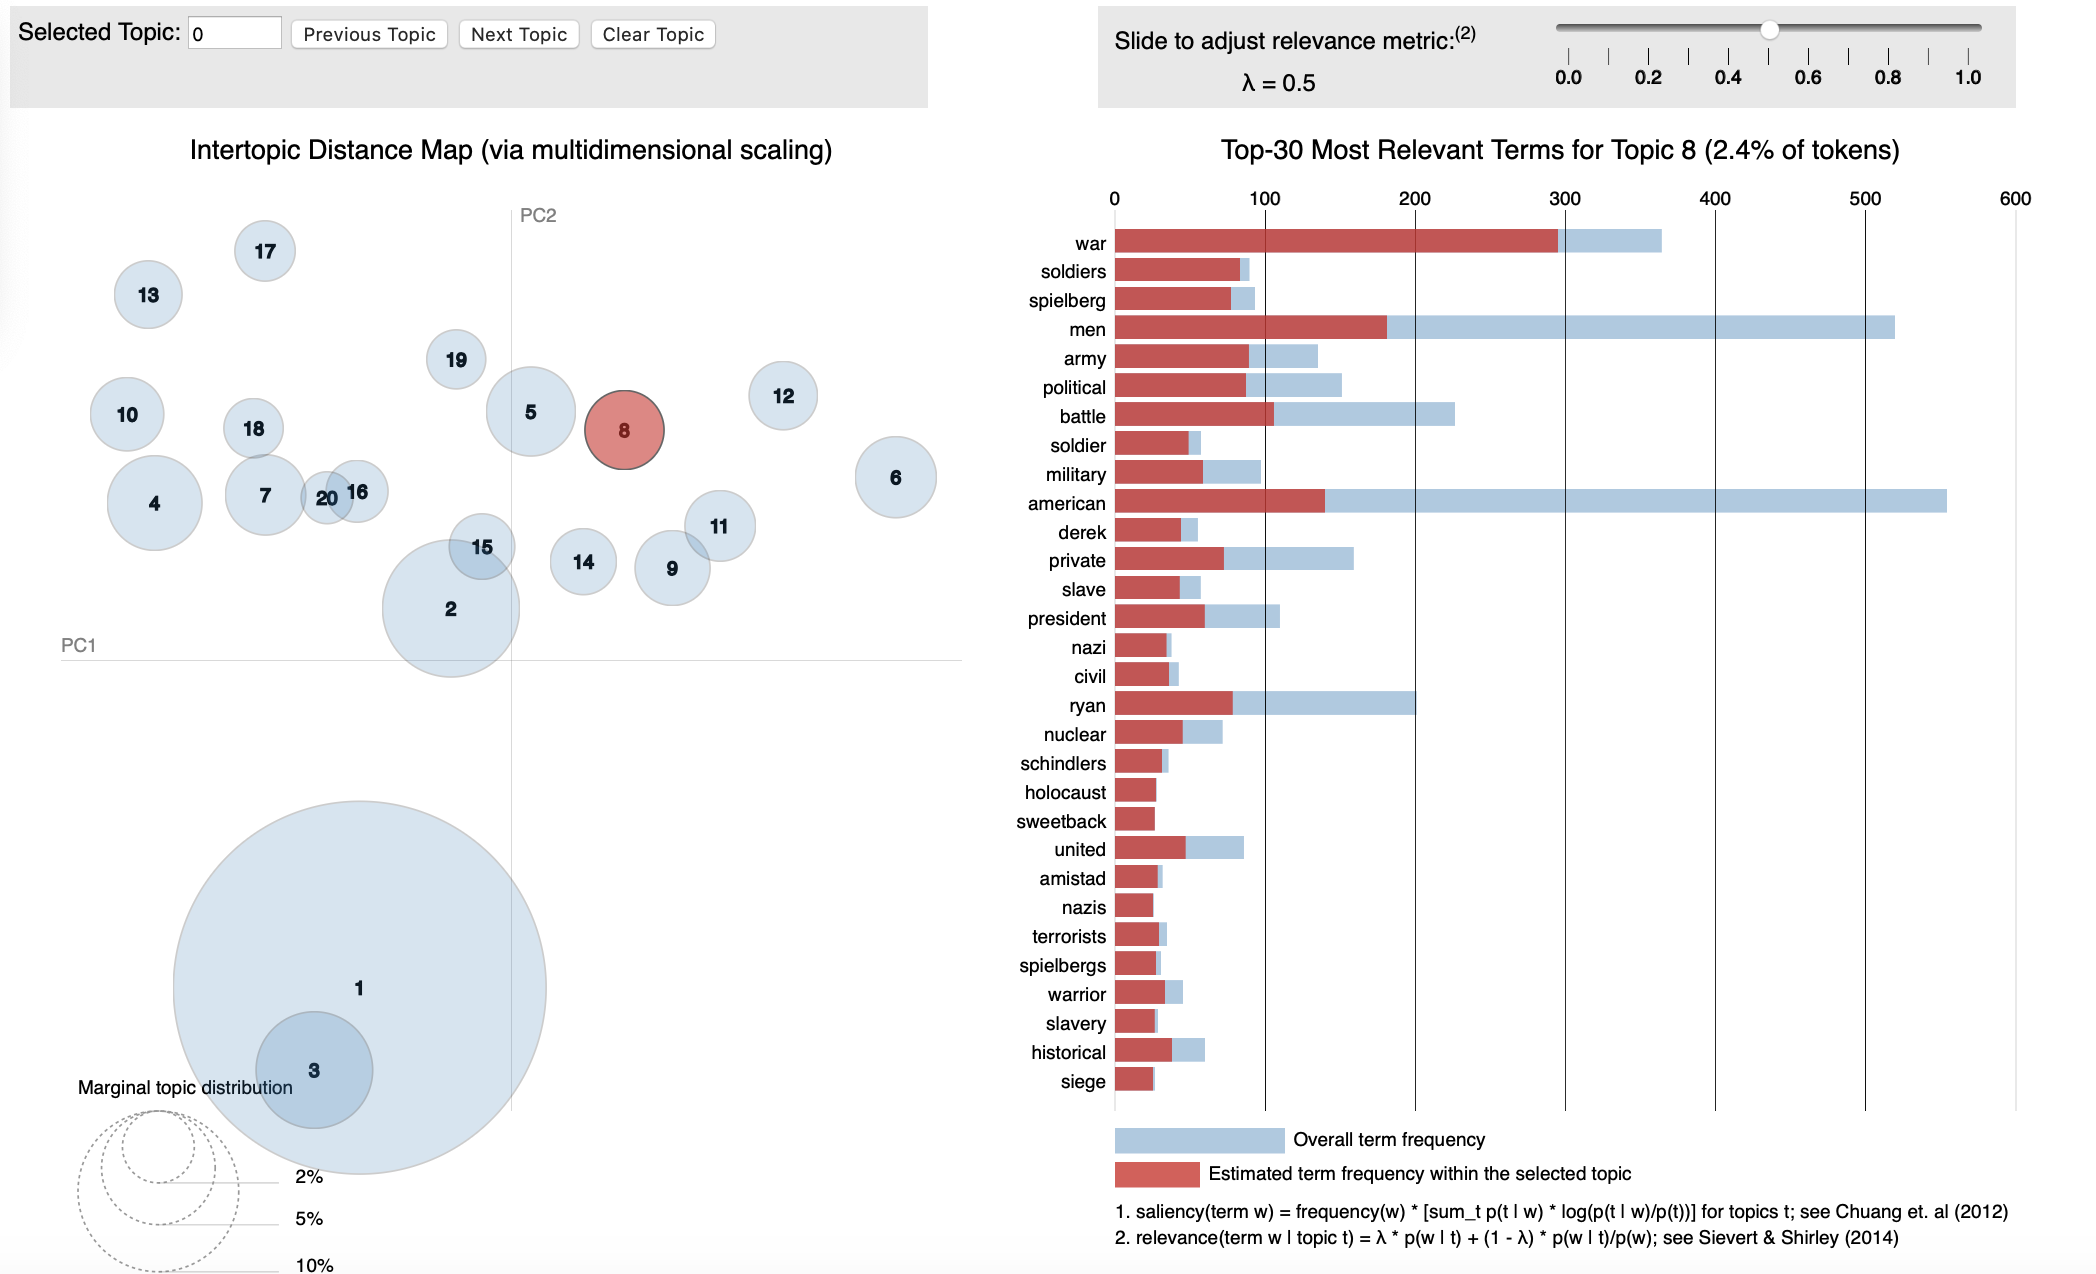 Selected Topic: 0 Previous Topic Next Topic Clear Topic
Slide to adjust relevance metric:(2)
λ = 0.5
0.0 0.2 0.4 0.6 0.8 1.0
Intertopic Distance Map (via multidimensional scaling)
PC2
PC1
17
13
19
5
8
12
10
18
4
7
20
16
6
11
15
14
9
2
1
3
Marginal topic distribution
2%
5%
10%
Top-30 Most Relevant Terms for Topic 8 (2.4% of tokens)
0 100 200 300 400 500 600
war
soldiers
spielberg
men
army
political
battle
soldier
military
american
derek
private
slave
president
nazi
civil
ryan
nuclear
schindlers
holocaust
sweetback
united
amistad
nazis
terrorists
spielbergs
warrior
slavery
historical
siege
Overall term frequency
Estimated term frequency within the selected topic
1. saliency(term w) = frequency(w) * [sum_t p(t | w) * log(p(t | w)/p(t))] for topics t; see Chuang et. al (2012)
2. relevance(term w | topic t) = λ * p(w | t) + (1 - λ) * p(w | t)/p(w); see Sievert & Shirley (2014)